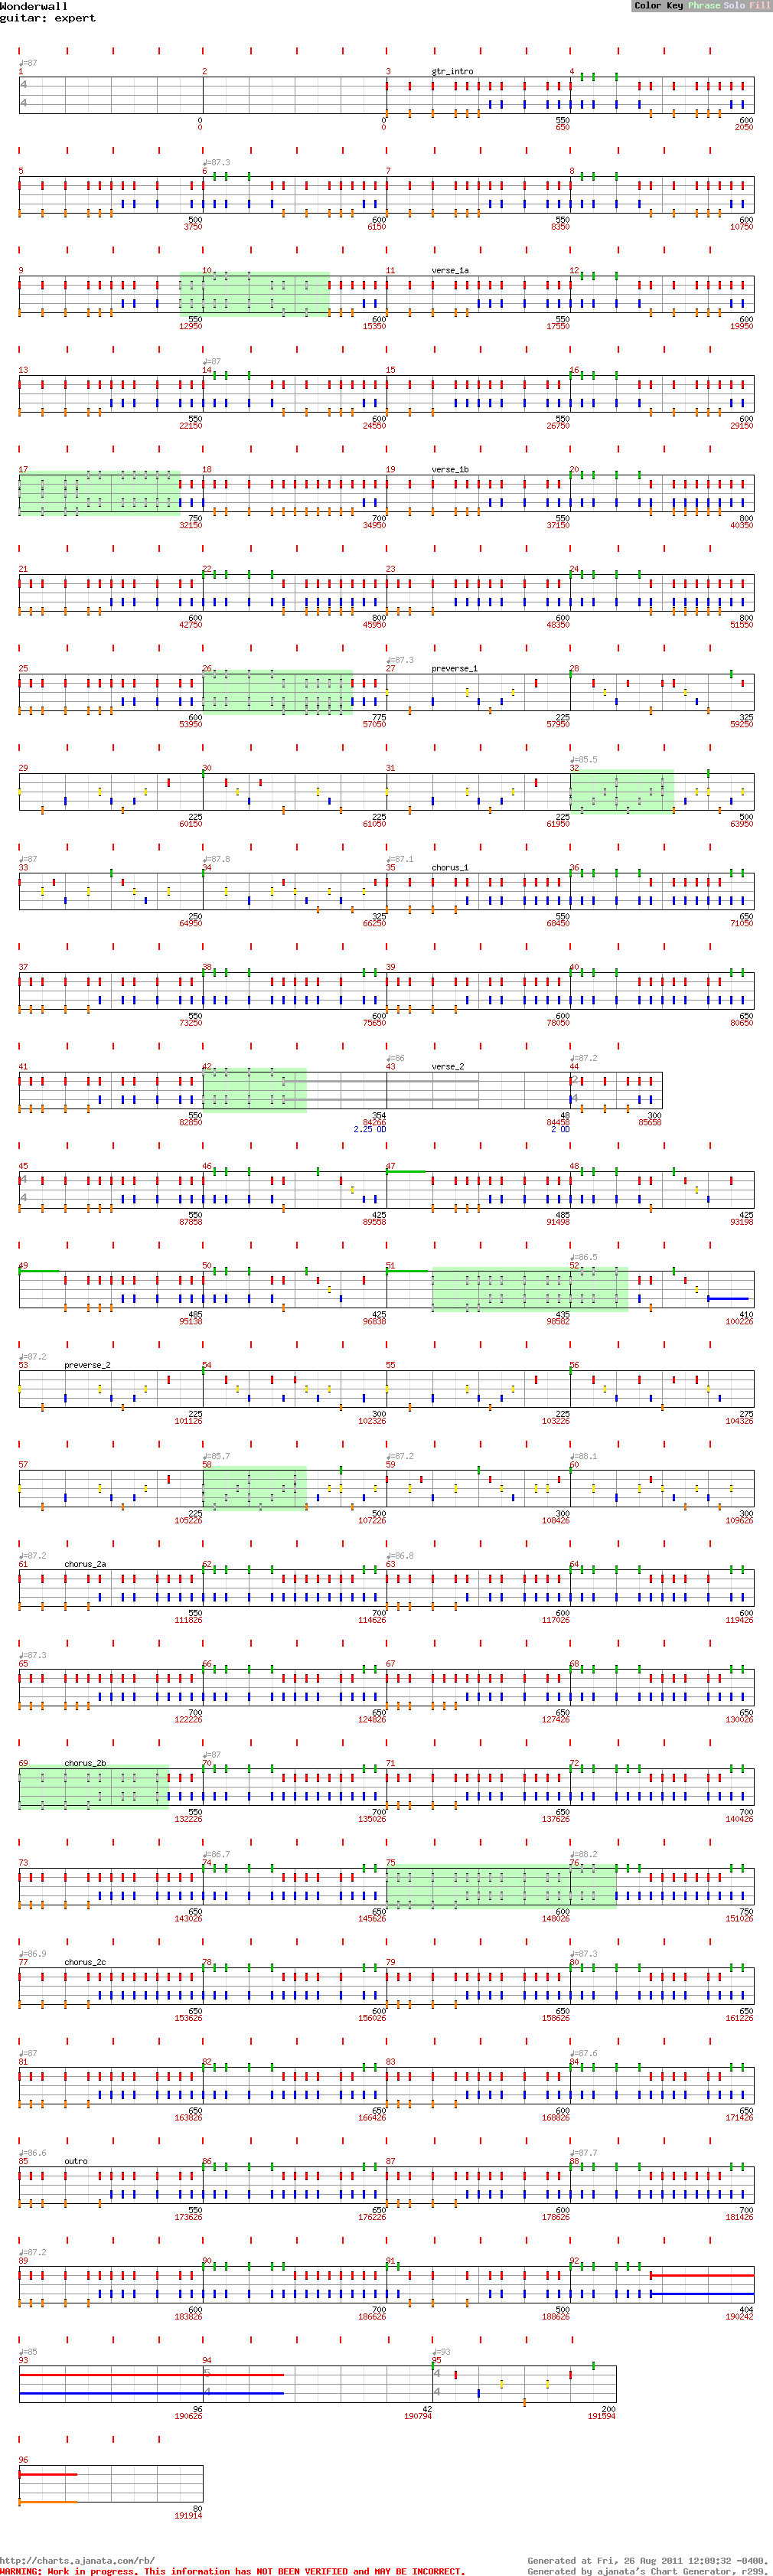 Wonderwall
Color Key Phrase Solo Fill
guitar: expert
♩=87
1 2 3 gtr_intro 4
4
4
0 0 550 600
0 0 650 2050
♩=87.3
5 6 7 8
500 600 550 600
3750 6150 8350 10750
9 10 11 verse_1a 12
550 600 550 600
12950 15350 17550 19950
♩=87
13 14 15 16
550 600 550 600
22150 24550 26750 29150
17 18 19 verse_1b 20
750 700 550 800
32150 34950 37150 40350
21 22 23 24
600 800 600 800
42750 45950 48350 51550
♩=87.3
25 26 27 preverse_1 28
600 775 225 325
53950 57050 57950 59250
♩=85.5
29 30 31 32
225 225 225 500
60150 61050 61950 63950
♩=87 ♩=87.8 ♩=87.1
33 34 35 chorus_1 36
250 325 550 650
64950 66250 68450 71050
37 38 39 40
550 600 600 650
73250 75650 78050 80650
♩=86 ♩=87.2
41 42 43 verse_2 44
2
4
550 354 48 300
82850 84266 84458 85658
2.25 OD 2 OD
45 46 47 48
4
4
550 425 485 425
87858 89558 91498 93198
♩=86.5
49 50 51 52
485 425 435 410
95138 96838 98582 100226
♩=87.2
53 preverse_2 54 55 56
225 300 225 275
101126 102326 103226 104326
♩=85.7 ♩=87.2 ♩=88.1
57 58 59 60
225 500 300 300
105226 107226 108426 109626
♩=87.2 ♩=86.8
61 chorus_2a 62 63 64
550 700 600 600
111826 114626 117026 119426
♩=87.3
65 66 67 68
700 650 650 650
122226 124826 127426 130026
♩=87
69 chorus_2b 70 71 72
550 700 650 700
132226 135026 137626 140426
♩=86.7 ♩=88.2
73 74 75 76
650 650 600 750
143026 145626 148026 151026
♩=86.9 ♩=87.3
77 chorus_2c 78 79 80
650 600 650 650
153626 156026 158626 161226
♩=87 ♩=87.6
81 82 83 84
650 650 600 650
163826 166426 168826 171426
♩=86.6 ♩=87.7
85 outro 86 87 88
550 650 600 700
173626 176226 178626 181426
♩=87.2
89 90 91 92
600 700 500 404
183826 186626 188626 190242
♩=85 ♩=93
93 94 95
5 4
4 4
96 42 200
190626 190794 191594
96
80
191914
http://charts.ajanata.com/rb/
Generated at Fri, 26 Aug 2011 12:09:32 -0400.
WARNING: Work in progress. This information has NOT BEEN VERIFIED and MAY BE INCORRECT.
Generated by ajanata's Chart Generator, r299.